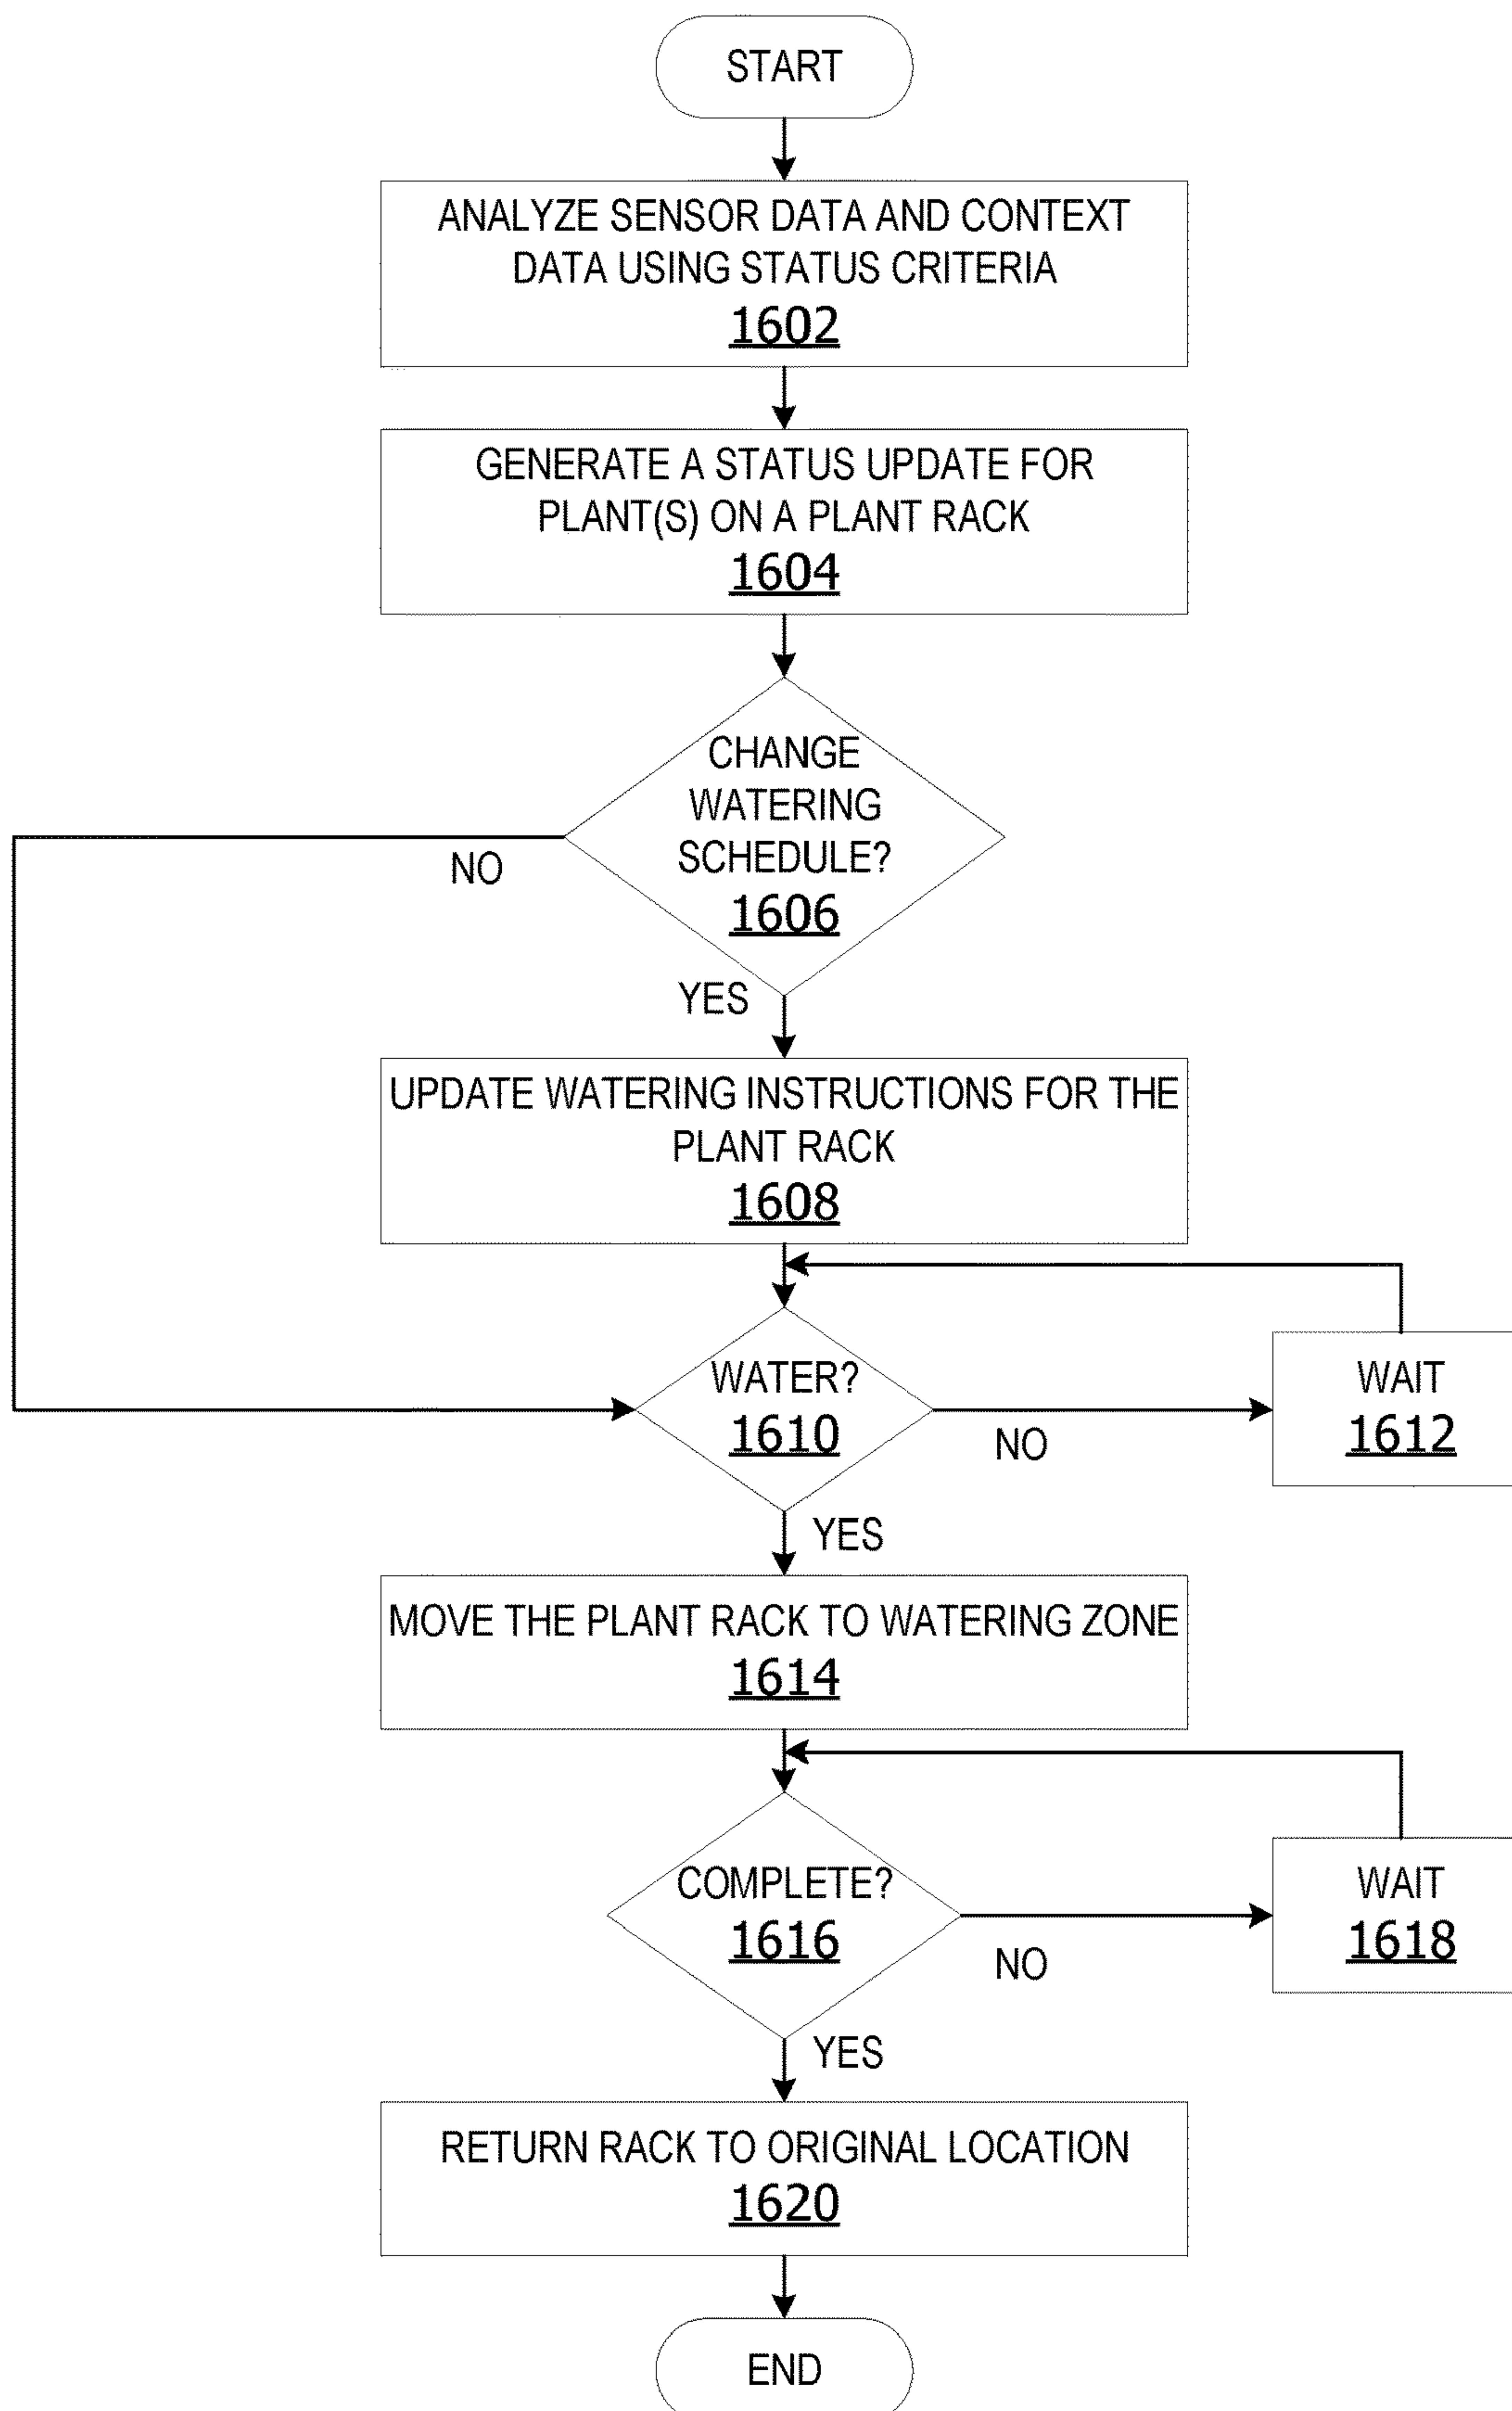 START
ANALYZE SENSOR DATA AND CONTEXT
DATA USING STATUS CRITERIA
1602
GENERATE A STATUS UPDATE FOR
PLANT(S) ON A PLANT RACK
1604
CHANGE
WATERING
SCHEDULE?
1606
NO
YES
UPDATE WATERING INSTRUCTIONS FOR THE
PLANT RACK
1608
WATER?
1610
NO
WAIT
1612
YES
MOVE THE PLANT RACK TO WATERING ZONE
1614
COMPLETE?
1616
NO
WAIT
1618
YES
RETURN RACK TO ORIGINAL LOCATION
1620
END